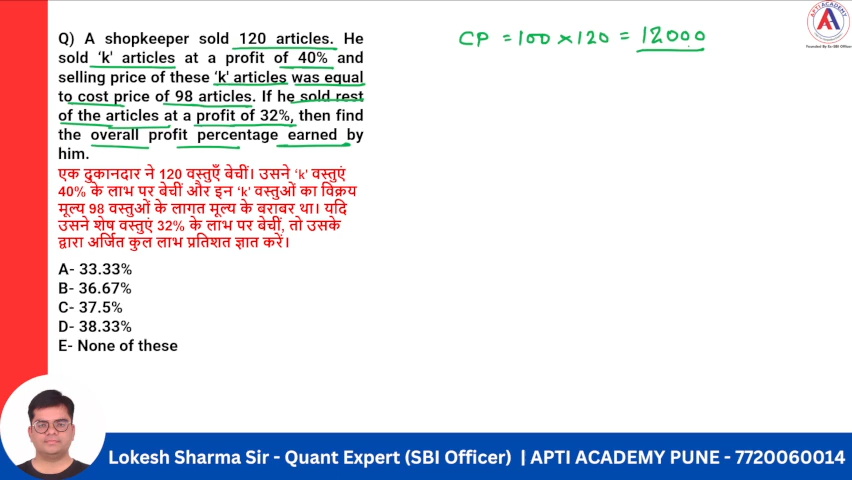 Q) A shopkeeper sold 120 articles. He
sold ‘k' articles at a profit of 40% and
selling price of these ‘k' articles was equal
to cost price of 98 articles. If he sold rest
of the articles at a profit of 32%, then find
the overall profit percentage earned by
him.
एक दुकानदार ने 120 वस्तुएँ बेचीं। उसने ‘k' वस्तुएं
40% के लाभ पर बेचीं और इन ‘k' वस्तुओं का विक्रय
मूल्य 98 वस्तुओं के लागत मूल्य के बराबर था। यदि
उसने शेष वस्तुएं 32% के लाभ पर बेचीं, तो उसके
द्वारा अर्जित कुल लाभ प्रतिशत ज्ञात करें।
A- 33.33%
B- 36.67%
C- 37.5%
D- 38.33%
E- None of these
CP = 100 × 120 = 12000
APTI ACADEMY
Founded By Ex-SBI Officer
Lokesh Sharma Sir - Quant Expert (SBI Officer) | APTI ACADEMY PUNE - 7720060014